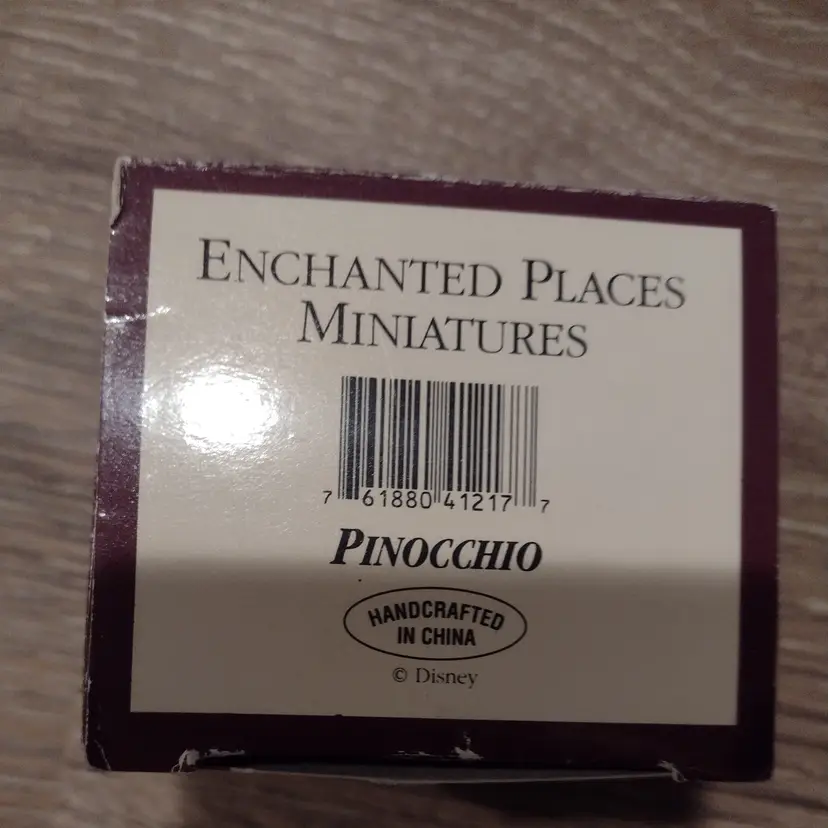 ENCHANTED PLACES
MINIATURES
7 61880 41217 7
PINOCCHIO
HANDCRAFTED
IN CHINA
© Disney